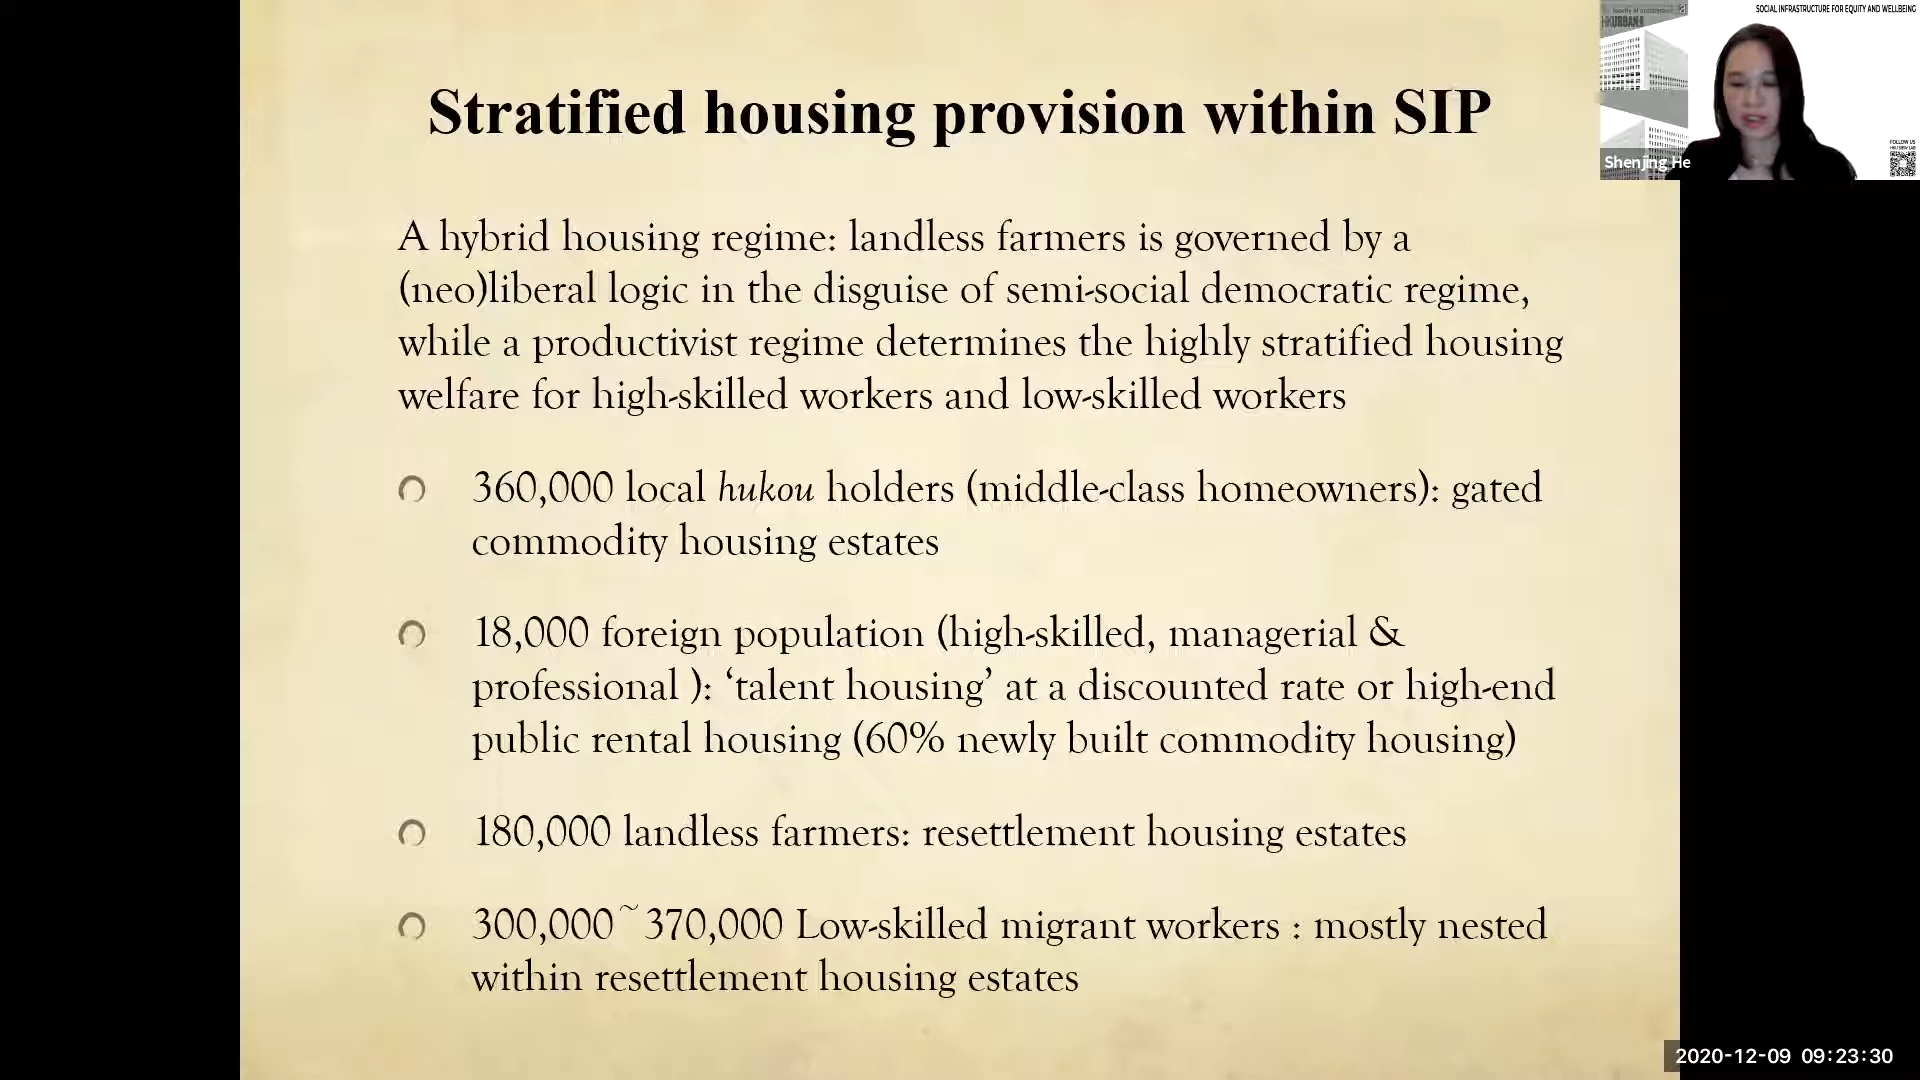 Stratified housing provision within SIP
A hybrid housing regime: landless farmers is governed by a
(neo)liberal logic in the disguise of semi-social democratic regime,
while a productivist regime determines the highly stratified housing
welfare for high-skilled workers and low-skilled workers
360,000 local hukou holders (middle-class homeowners): gated
commodity housing estates
18,000 foreign population (high-skilled, managerial &
professional ): ‘talent housing’ at a discounted rate or high-end
public rental housing (60% newly built commodity housing)
180,000 landless farmers: resettlement housing estates
300,000~370,000 Low-skilled migrant workers : mostly nested
within resettlement housing estates
SOCIAL INFRASTRUCTURE FOR EQUITY AND WELLBEING
URBAN
Shenjing He
FOLLOW US
2020-12-09 09:23:30